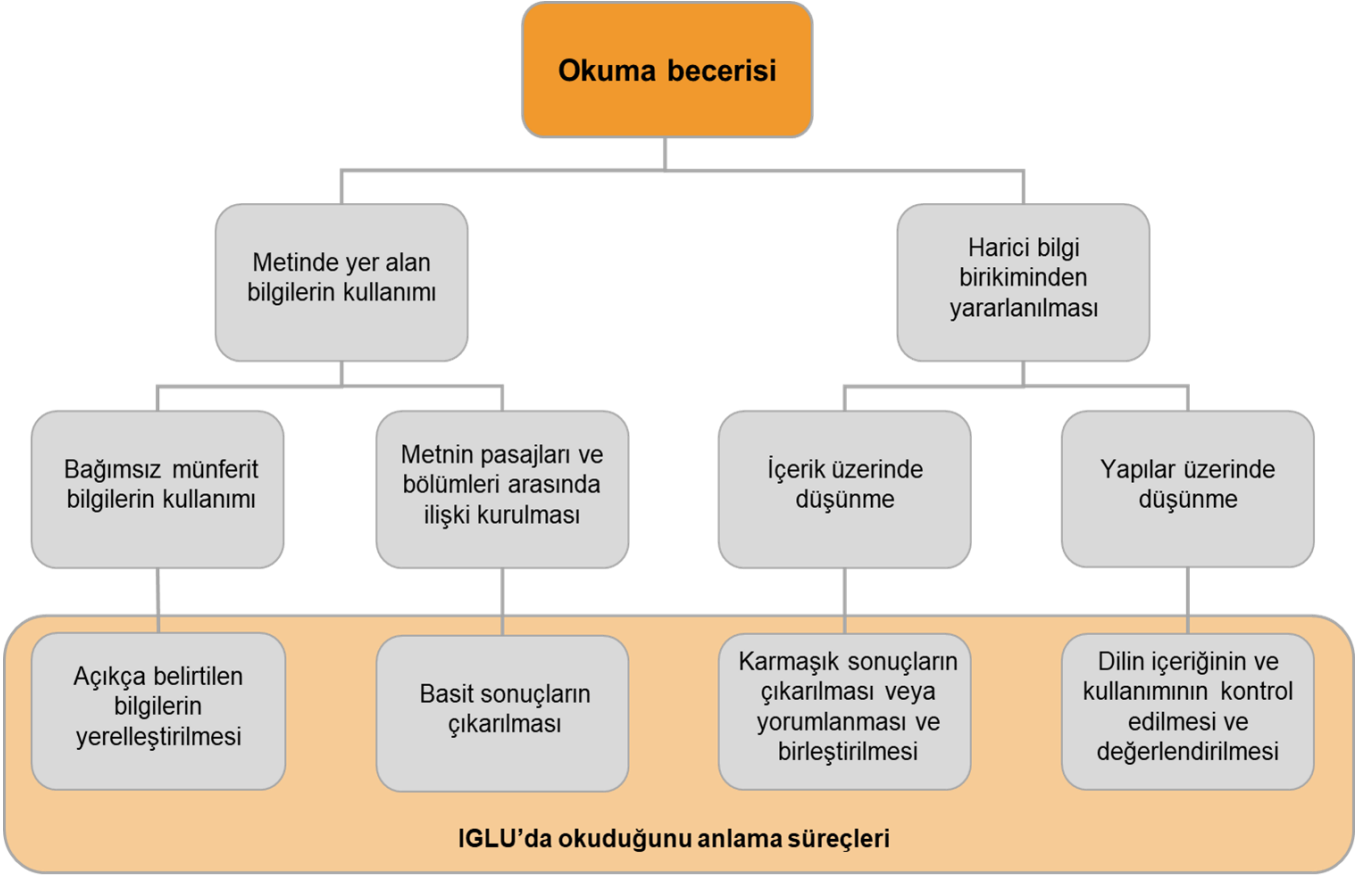 Okuma becerisi
Metinde yer alan
bilgilerin kullanımı
Harici bilgi
birikiminden
yararlanılması
Bağımsız münferit
bilgilerin kullanımı
Metnin pasajları ve
bölümleri arasında
ilişki kurulması
İçerik üzerinde
düşünme
Yapılar üzerinde
düşünme
Açıkça belirtilen
bilgilerin
yerelleştirilmesi
Basit sonuçların
çıkarılması
Karmaşık sonuçların
çıkarılması veya
yorumlanması ve
birleştirilmesi
Dilin içeriğinin ve
kullanımının kontrol
edilmesi ve
değerlendirilmesi
IGLU’da okuduğunu anlama süreçleri